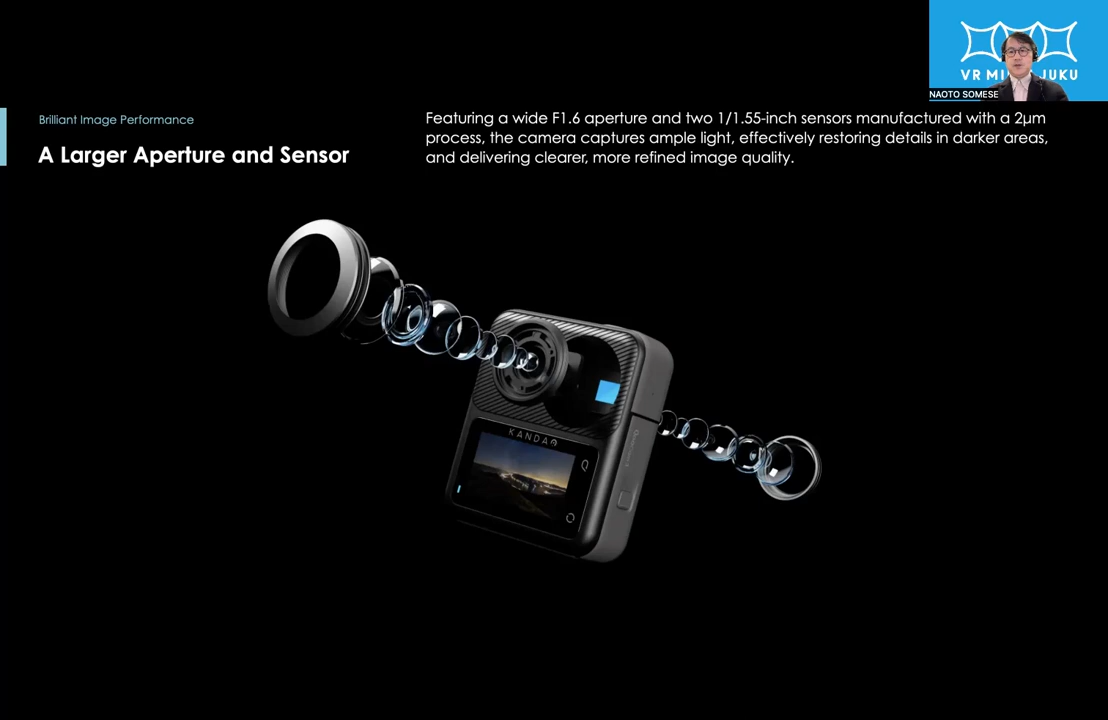 NAOTO SOMESE
Brilliant Image Performance
A Larger Aperture and Sensor
Featuring a wide F1.6 aperture and two 1/1.55-inch sensors manufactured with a 2μm
process, the camera captures ample light, effectively restoring details in darker areas,
and delivering clearer, more refined image quality.
KANDAO